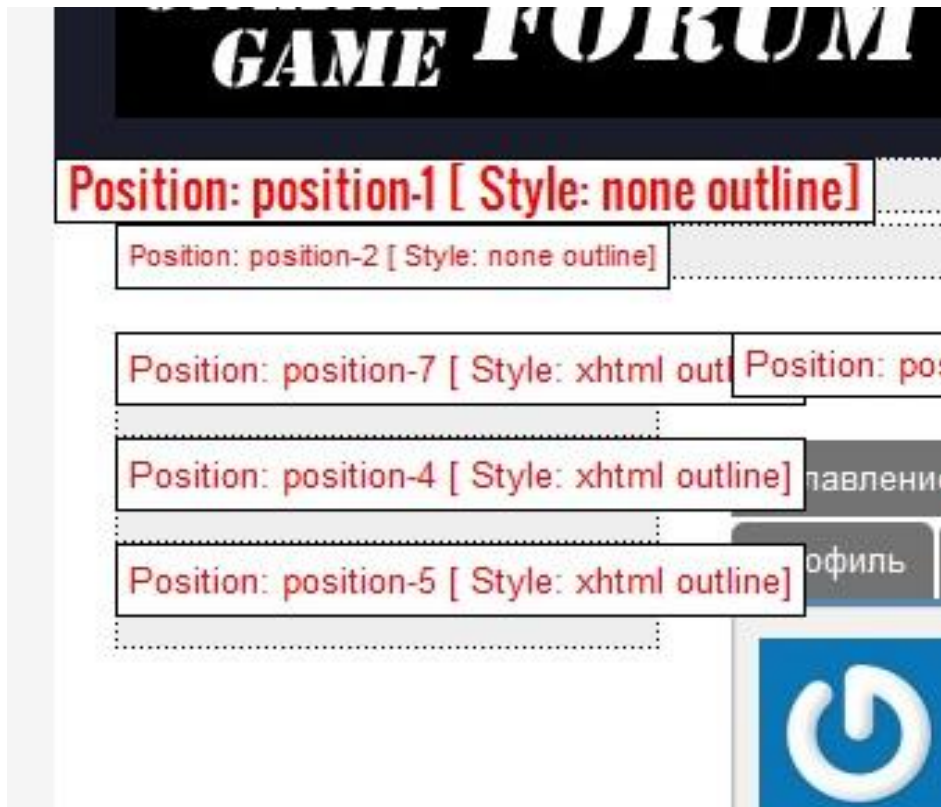 GAME FORUM
Position: position-1 [ Style: none outline]
Position: position-2 [ Style: none outline]
Position: position-7 [ Style: xhtml outl
Position: pos
Position: position-4 [ Style: xhtml outline]
лавление
Position: position-5 [ Style: xhtml outline]
офиль